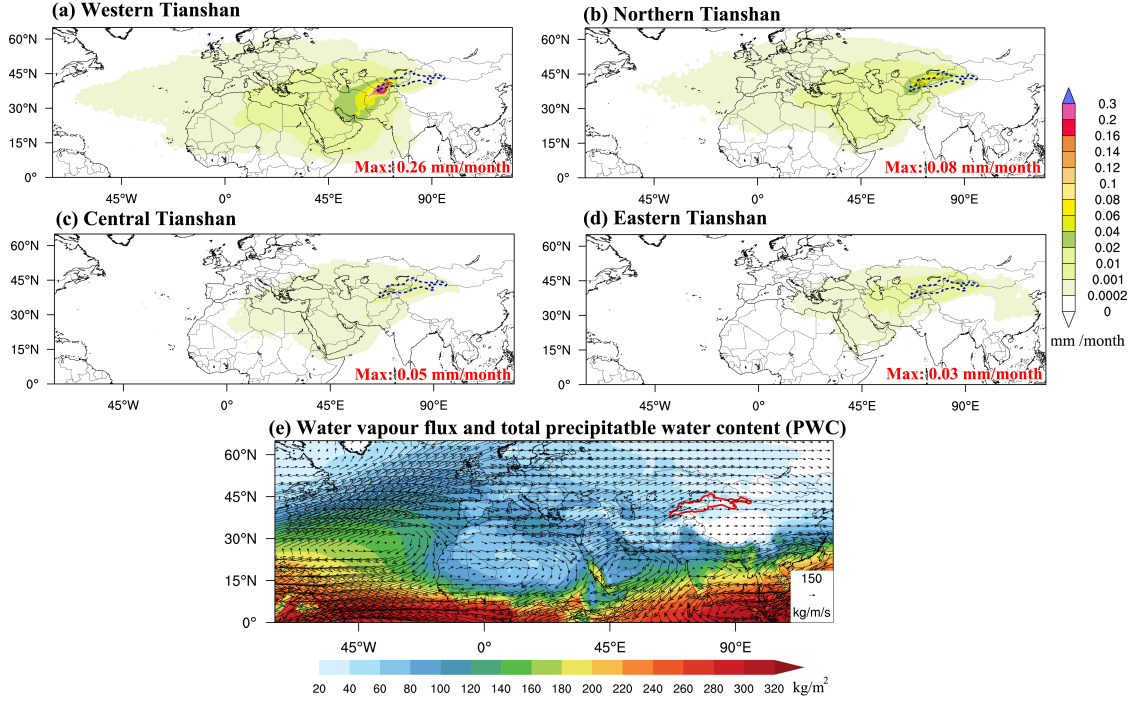 (a) Western Tianshan
(b) Northern Tianshan
60°N
45°N
30°N
15°N
0°
Max: 0.26 mm/month
45°W
0°
45°E
90°E
60°N
45°N
30°N
15°N
0°
Max: 0.08 mm/month
45°W
0°
45°E
90°E
0.3
0.2
0.16
0.14
0.12
0.1
0.08
0.06
0.04
0.02
0.01
0.001
0.0002
0
mm /month
(c) Central Tianshan
(d) Eastern Tianshan
60°N
45°N
30°N
15°N
0°
Max: 0.05 mm/month
45°W
0°
45°E
90°E
60°N
45°N
30°N
15°N
0°
Max: 0.03 mm/month
45°W
0°
45°E
90°E
(e) Water vapour flux and total precipitatble water content (PWC)
60°N
45°N
30°N
15°N
0°
150
kg/m/s
45°W
0°
45°E
90°E
20 40 60 80 100 120 140 160 180 200 220 240 260 280 300 320
kg/m²